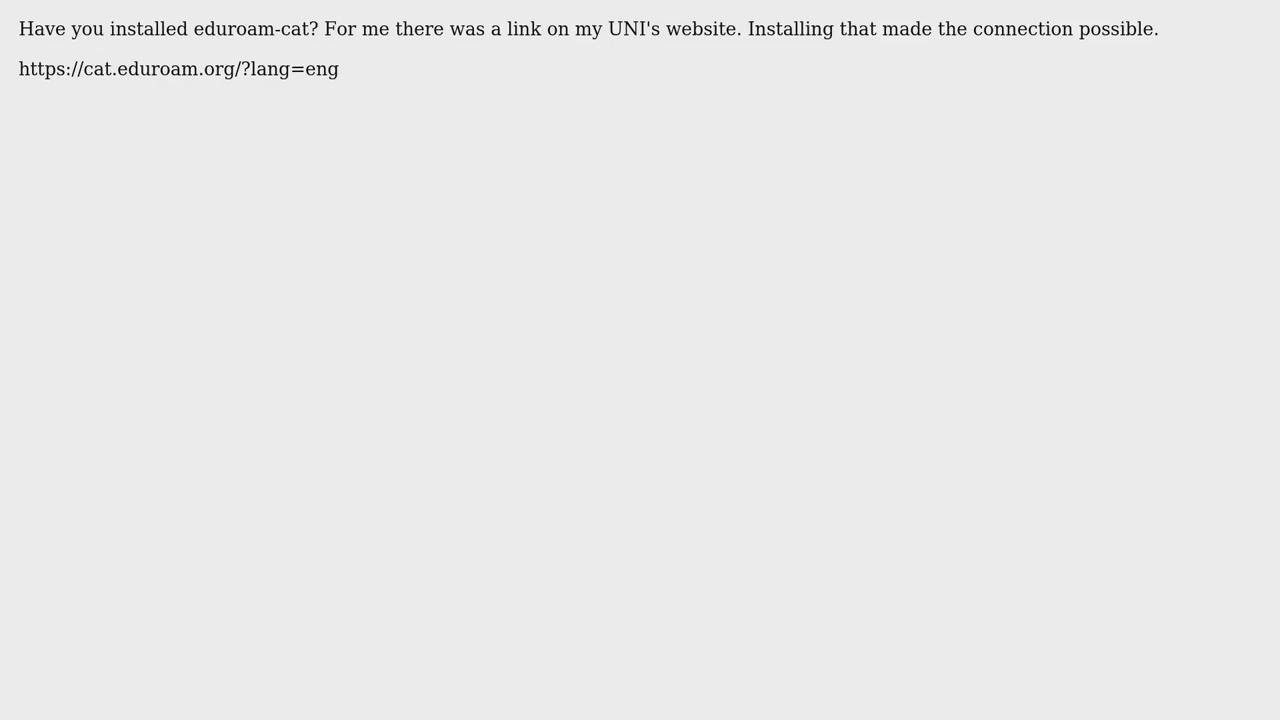 Have you installed eduroam-cat? For me there was a link on my UNI's website. Installing that made the connection possible.
https://cat.eduroam.org/?lang=eng